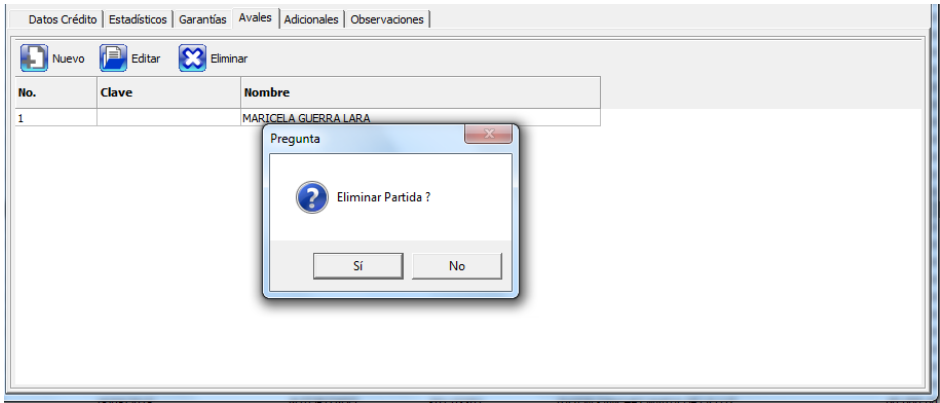 Datos Crédito Estadísticos Garantías Avales Adicionales Observaciones
Nuevo Editar Eliminar
No. Clave Nombre
1 MARICELA GUERRA LARA
Pregunta
Eliminar Partida ?
Sí No